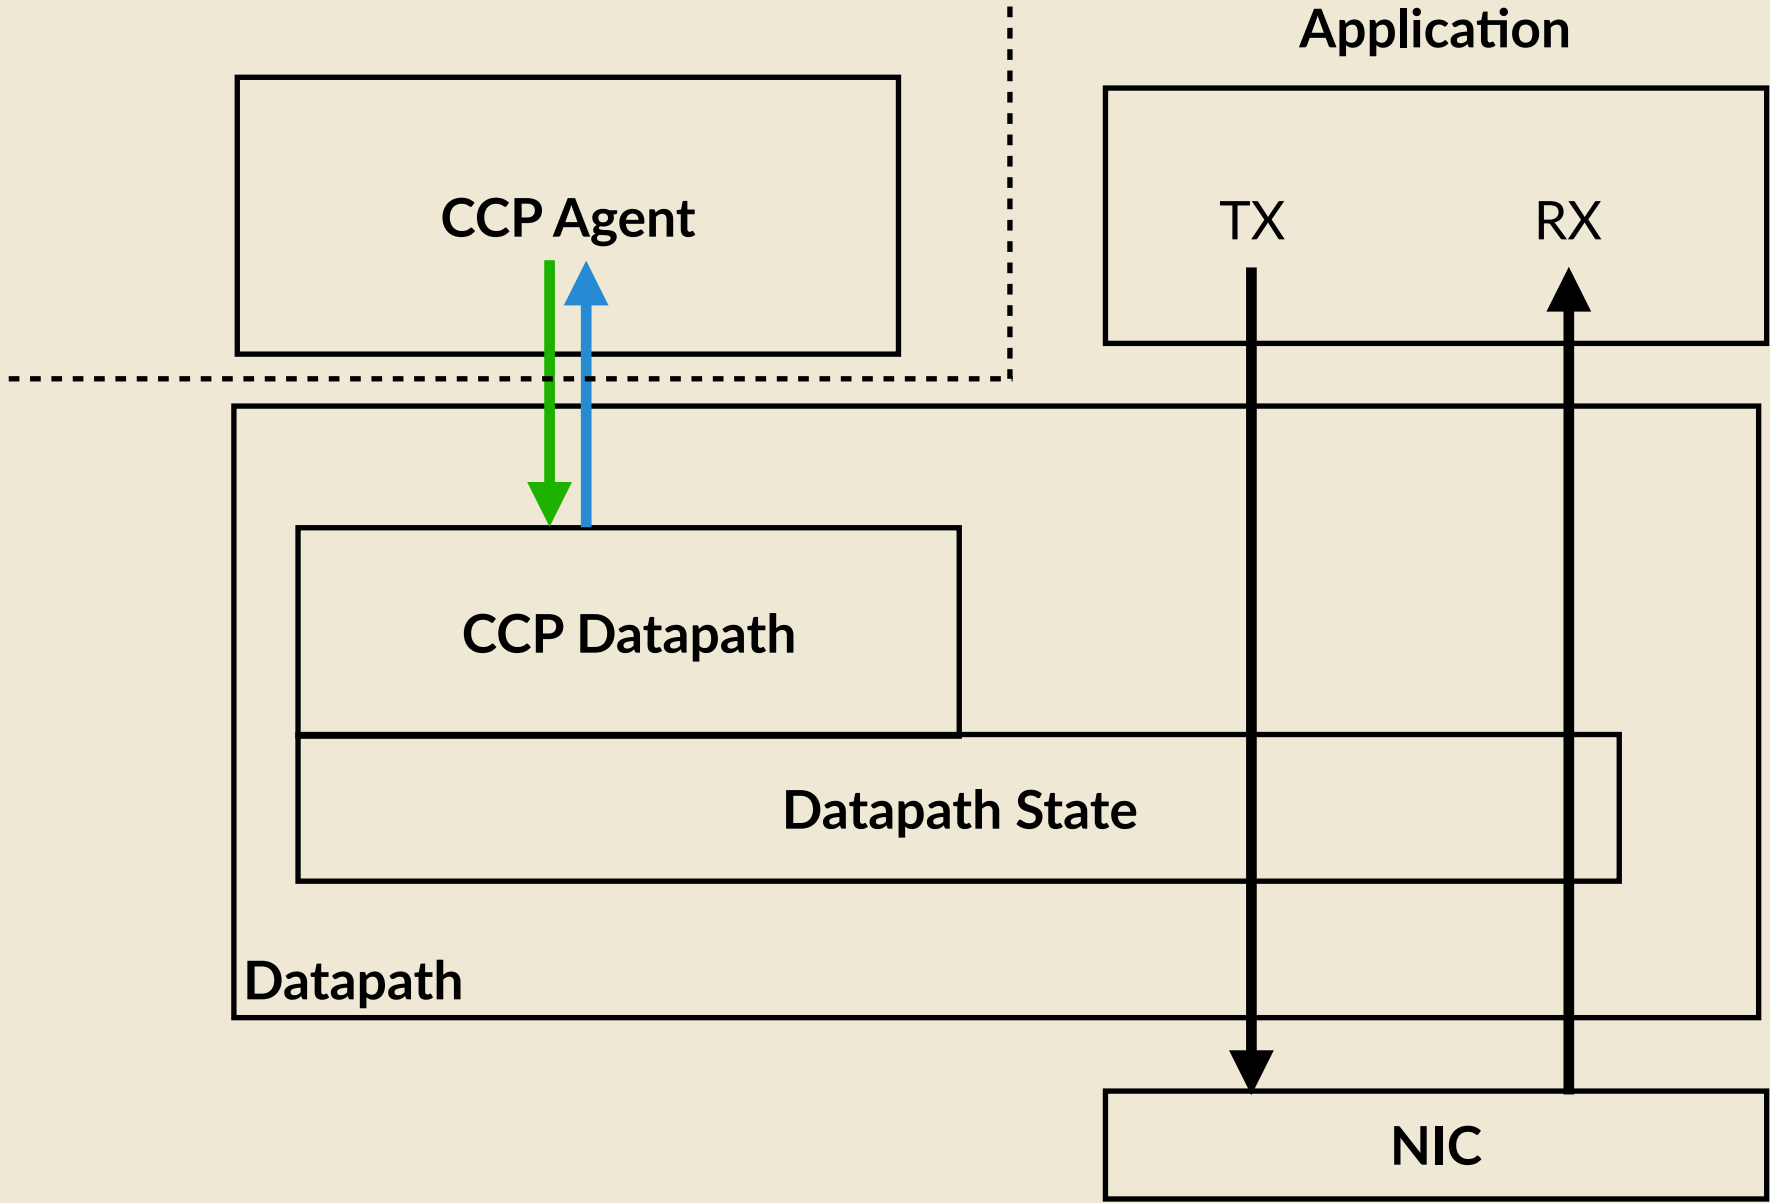 Application
CCP Agent
TX
RX
CCP Datapath
Datapath State
Datapath
NIC